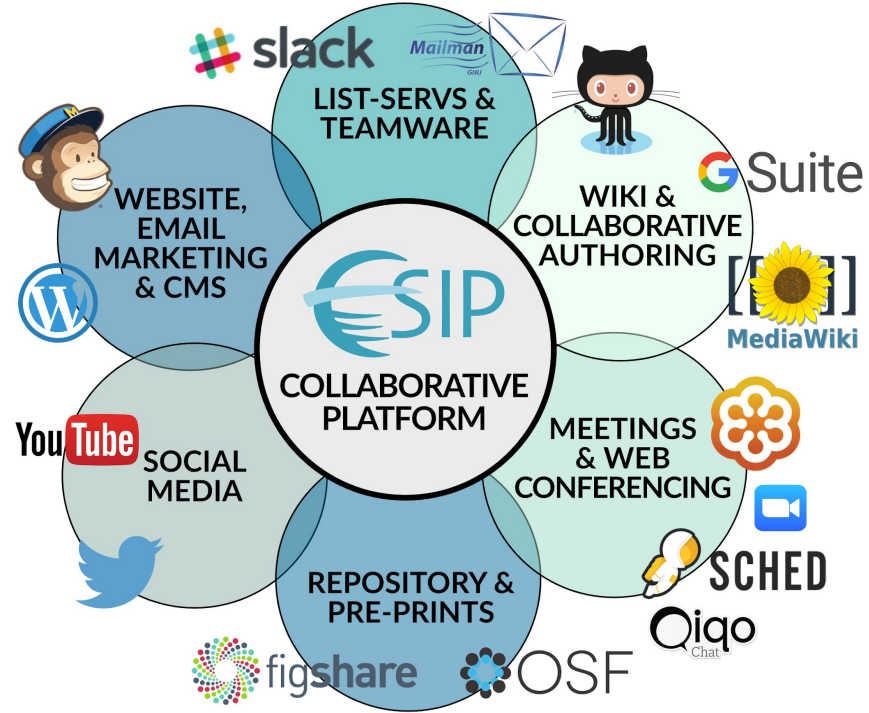 slack
Mailman
GNU
LIST-SERVS &
TEAMWARE
WEBSITE,
EMAIL
MARKETING
& CMS
WIKI &
COLLABORATIVE
AUTHORING
G Suite
[[ ]]
MediaWiki
ESIP
COLLABORATIVE
PLATFORM
YouTube
SOCIAL
MEDIA
MEETINGS
& WEB
CONFERENCING
SCHED
Qiqo
Chat
REPOSITORY &
PRE-PRINTS
figshare
OSF